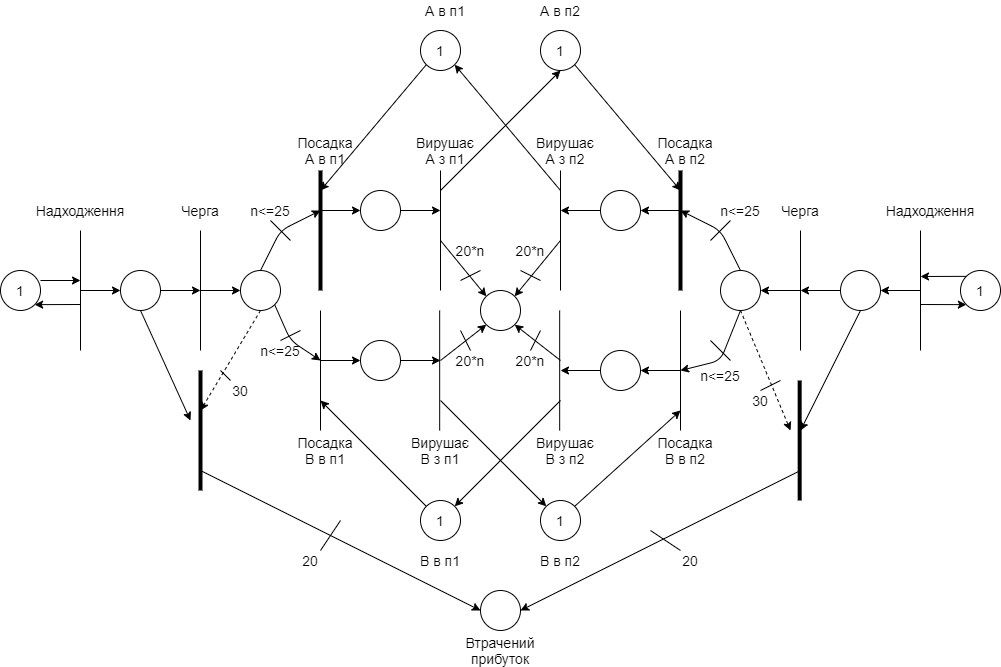 А в п1
А в п2
1
1
Посадка
А в п1
Вирушає
А з п1
Вирушає
А з п2
Посадка
А в п2
Надходження
Черга
n<=25
n<=25
Черга
Надходження
20*n
20*n
1
1
n<=25
20*n
20*n
n<=25
30
30
Посадка
В в п1
Вирушає
В з п1
Вирушає
В з п2
Посадка
В в п2
1
1
20
В в п1
В в п2
20
Втрачений
прибуток